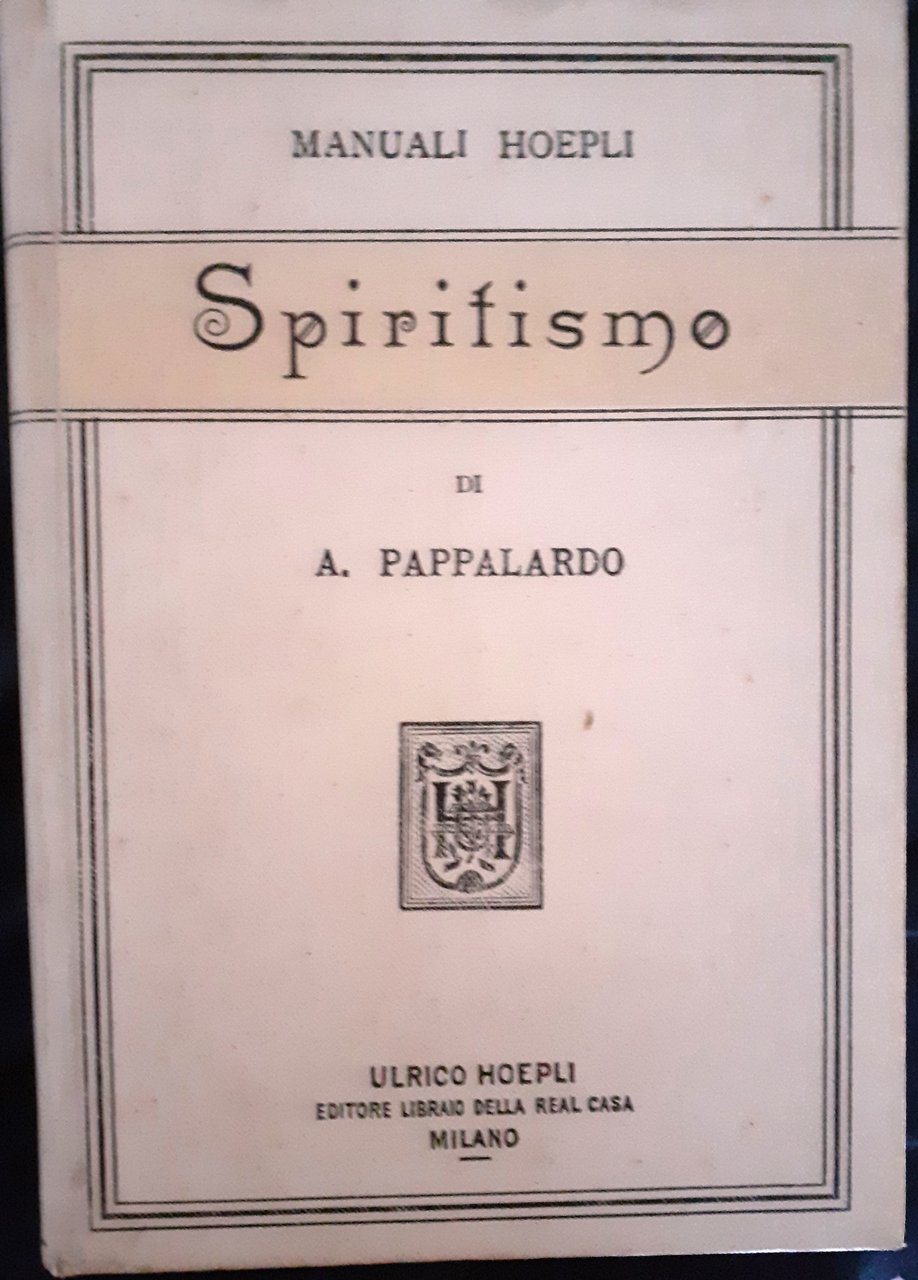 MANUALI HOEPLI
Spiritismo
DI
A. PAPPALARDO
ULRICO HOEPLI
EDITORE LIBRAIO DELLA REAL CASA
MILANO